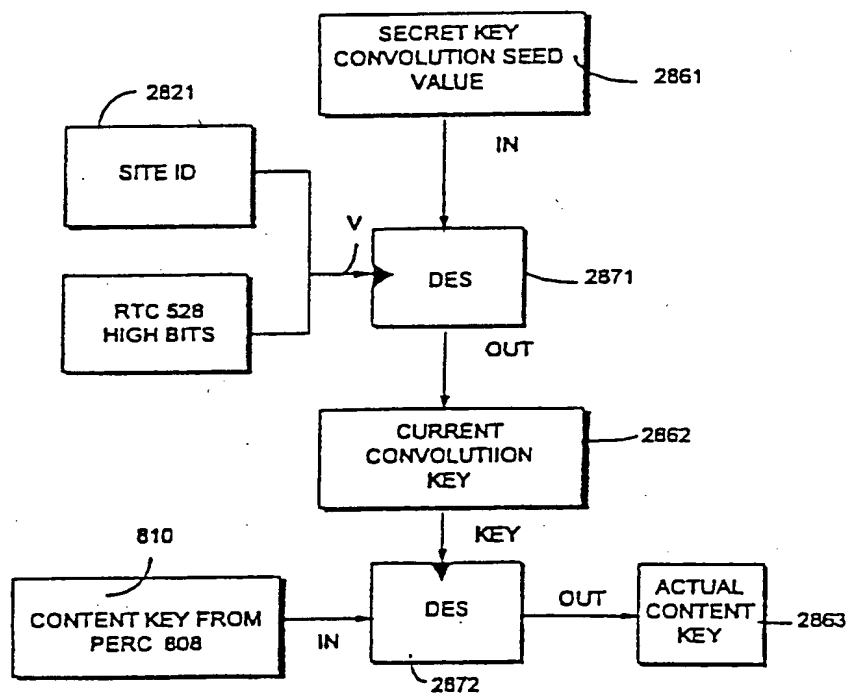 SECRET KEY
CONVOLUTION SEED
VALUE
2861
2821
IN
SITE ID
V
DES
2871
RTC 528
HIGH BITS
OUT
CURRENT
CONVOLUTIION
KEY
2862
810
KEY
CONTENT KEY FROM
PERC 808
IN
DES
OUT
ACTUAL
CONTENT
KEY
2863
2872